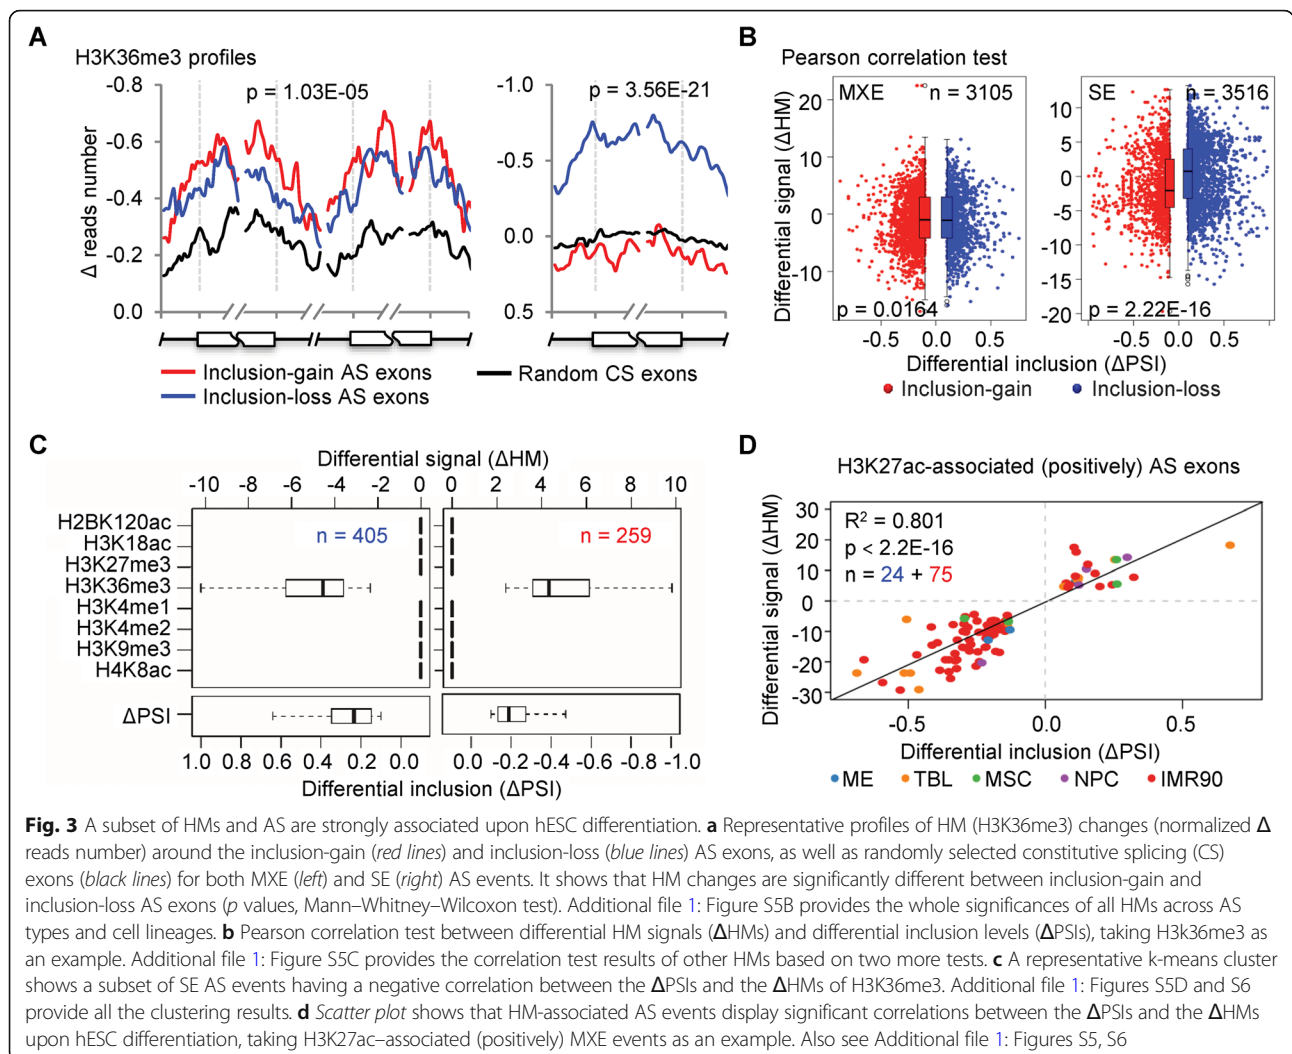 A
H3K36me3 profiles
Δ reads number
-0.8
-0.6
-0.4
-0.2
0.0
p = 1.03E-05
-1.0
-0.5
0.0
0.5
p = 3.56E-21
Inclusion-gain AS exons
Inclusion-loss AS exons
Random CS exons
B
Pearson correlation test
Differential signal (ΔHM)
20
10
0
-10
MXE n = 3105
p = 0.0164
-0.5 0.0 0.5
10
5
0
-5
-10
-15
-20
SE n = 3516
p = 2.22E-16
-0.5 0.0 0.5
Differential inclusion (ΔPSI)
Inclusion-gain Inclusion-loss
C
Differential signal (ΔHM)
-10 -8 -6 -4 -2 0 0 2 4 6 8 10
H2BK120ac
H3K18ac
H3K27me3
H3K36me3
H3K4me1
H3K4me2
H3K9me3
H4K8ac
n = 405
n = 259
ΔPSI
1.0 0.8 0.6 0.4 0.2 0.0 0.0 -0.2 -0.4 -0.6 -0.8 -1.0
Differential inclusion (ΔPSI)
D
H3K27ac-associated (positively) AS exons
Differential signal (ΔHM)
30
20
10
0
-10
-20
-30
R² = 0.801
p < 2.2E-16
n = 24 + 75
-0.5 0.0 0.5
Differential inclusion (ΔPSI)
ME TBL MSC NPC IMR90
Fig. 3 A subset of HMs and AS are strongly associated upon hESC differentiation. a Representative profiles of HM (H3K36me3) changes (normalized Δ
reads number) around the inclusion-gain (red lines) and inclusion-loss (blue lines) AS exons, as well as randomly selected constitutive splicing (CS)
exons (black lines) for both MXE (left) and SE (right) AS events. It shows that HM changes are significantly different between inclusion-gain and
inclusion-loss AS exons (p values, Mann–Whitney–Wilcoxon test). Additional file 1: Figure S5B provides the whole significances of all HMs across AS
types and cell lineages. b Pearson correlation test between differential HM signals (ΔHMs) and differential inclusion levels (ΔPSIs), taking H3k36me3 as
an example. Additional file 1: Figure S5C provides the correlation test results of other HMs based on two more tests. c A representative k-means cluster
shows a subset of SE AS events having a negative correlation between the ΔPSIs and the ΔHMs of H3K36me3. Additional file 1: Figures S5D and S6
provide all the clustering results. d Scatter plot shows that HM-associated AS events display significant correlations between the ΔPSIs and the ΔHMs
upon hESC differentiation, taking H3K27ac–associated (positively) MXE events as an example. Also see Additional file 1: Figures S5, S6